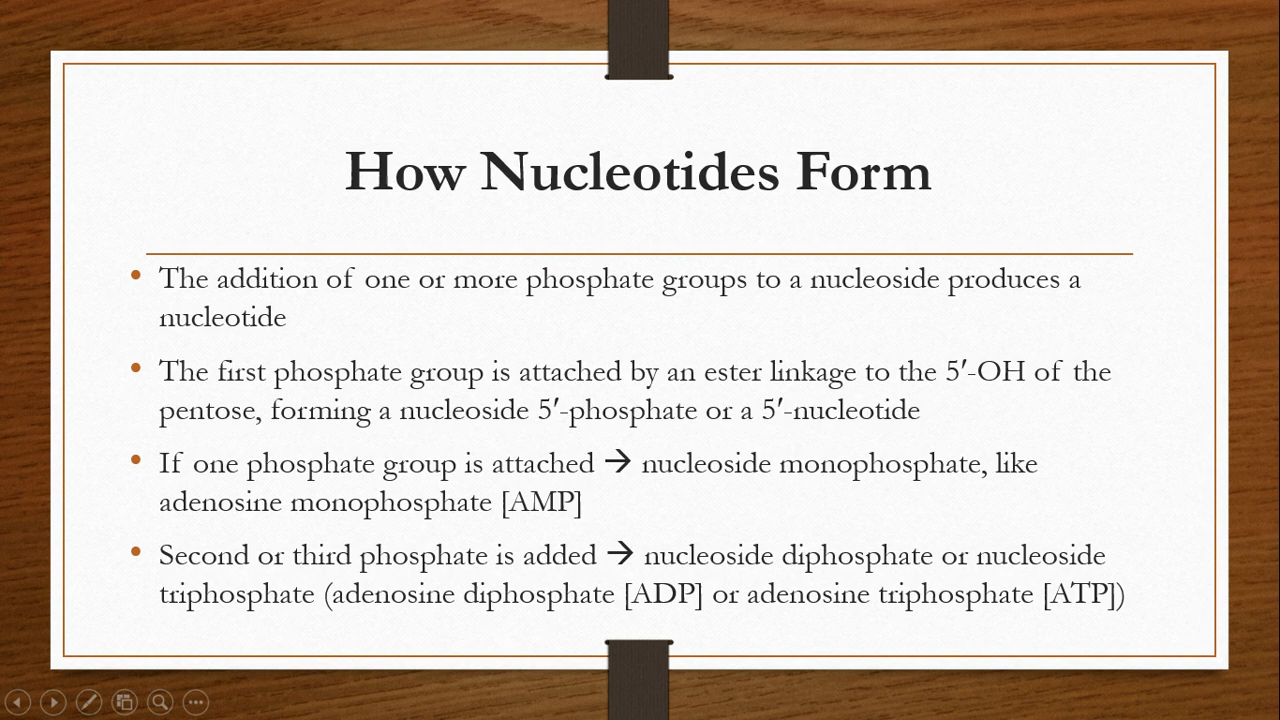 How Nucleotides Form
• The addition of one or more phosphate groups to a nucleoside produces a
nucleotide
• The first phosphate group is attached by an ester linkage to the 5′-OH of the
pentose, forming a nucleoside 5′-phosphate or a 5′-nucleotide
• If one phosphate group is attached → nucleoside monophosphate, like
adenosine monophosphate [AMP]
• Second or third phosphate is added → nucleoside diphosphate or nucleoside
triphosphate (adenosine diphosphate [ADP] or adenosine triphosphate [ATP])